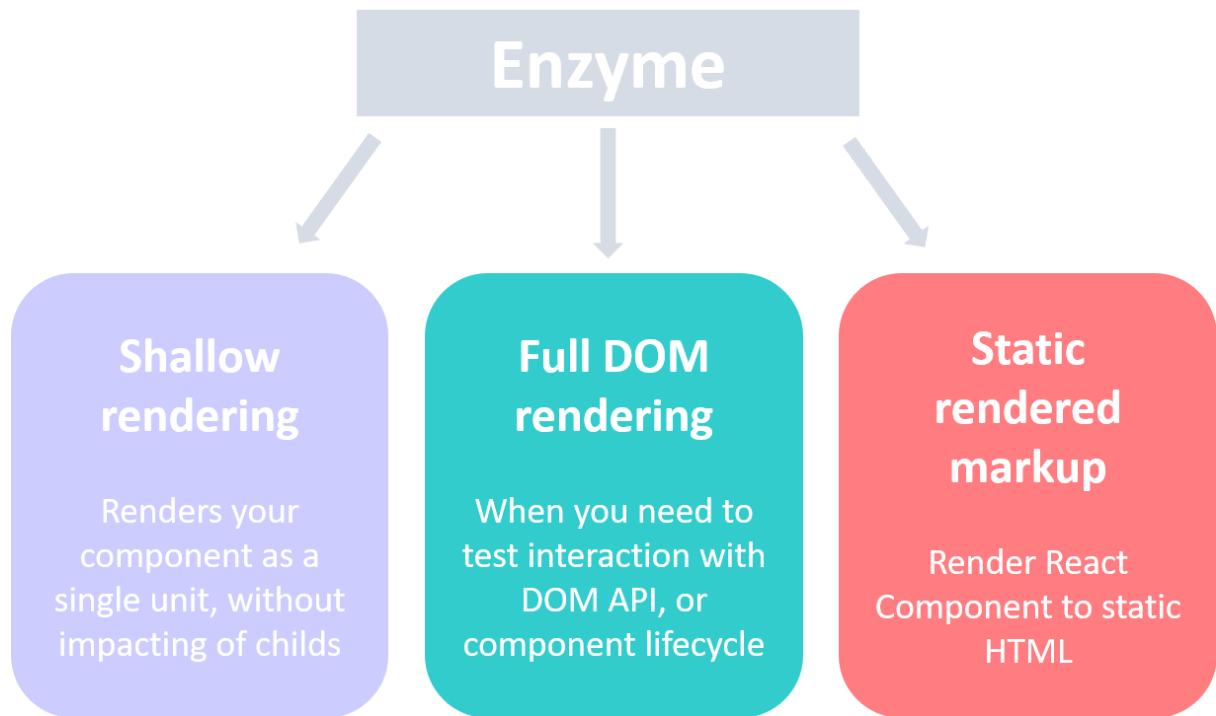 Enzyme
Shallow
rendering
Renders your
component as a
single unit, without
impacting of childs
Full DOM
rendering
When you need to
test interaction with
DOM API, or
component lifecycle
Static
rendered
markup
Render React
Component to static
HTML